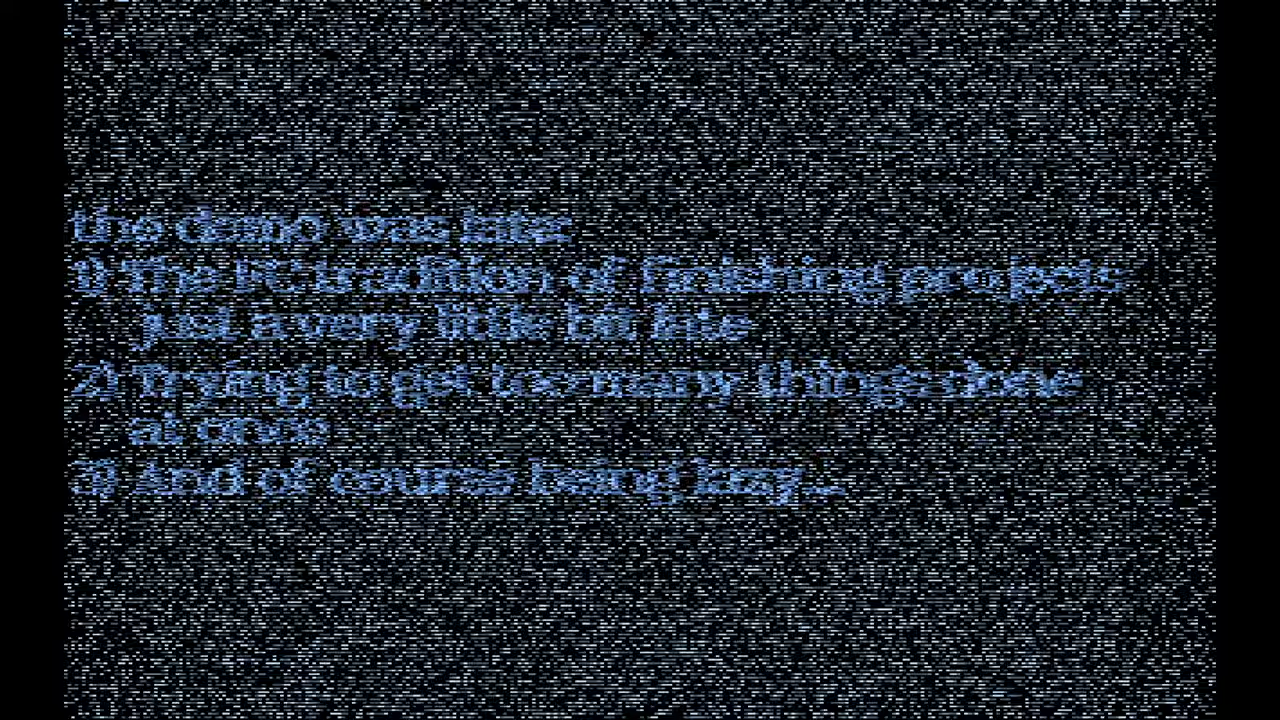 the demo was late
1) The FC tradition of finishing projects
just a very little bit late
2) Trying to get too many things done
at once
3) And of course being lazy...